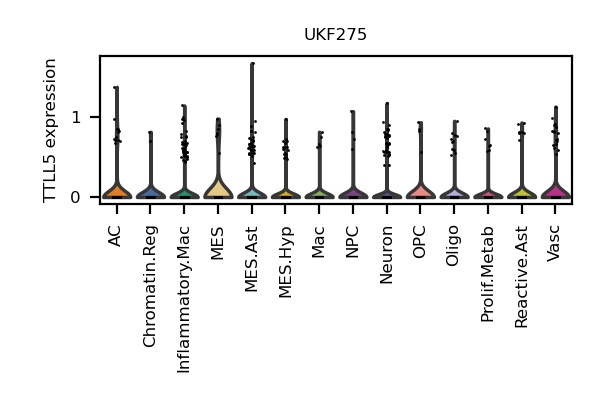 UKF275
TTLL5 expression
1
0
AC
Chromatin.Reg
Inflammatory.Mac
MES
MES.Ast
MES.Hyp
Mac
NPC
Neuron
OPC
Oligo
Prolif.Metab
Reactive.Ast
Vasc